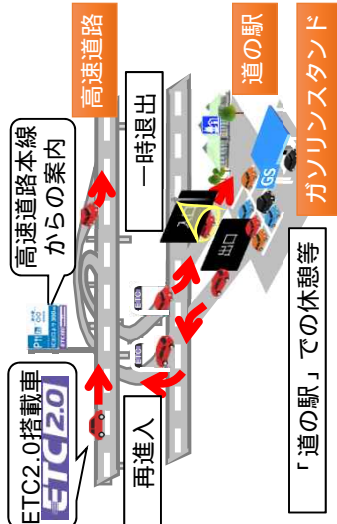 ETC2.0搭載車
ETC2.0
高速道路本線
からの案内
高速道路
再進入
一時退出
ETC
ETC
出口
道の駅
GS
ガソリンスタンド
「道の駅」での休憩等